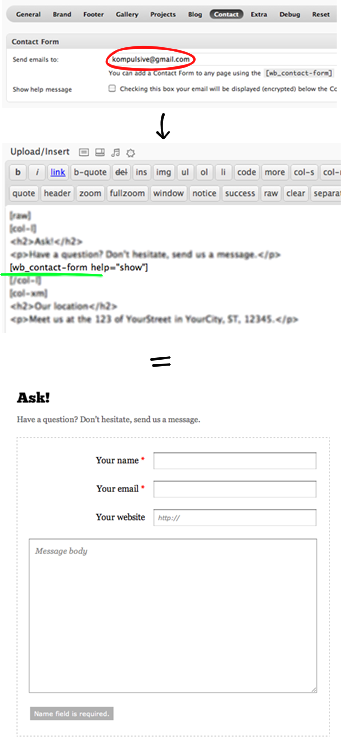 General Brand Footer Gallery Projects Blog Contact Extra Debug Reset
Contact Form
Send emails to: kompulsive@gmail.com
You can add a Contact Form to any page using the [wb_contact-form]
Show help message Checking this box your email will be displayed (encrypted) below the Co
=
Upload/Insert
b i link b-quote del ins img ul ol li code more col-s col-
quote header zoom fullzoom window notice success raw clear separat
[raw]
[col-l]
<h2>Ask!</h2>
<p>Have a question? Don't hesitate, send us a message.</p>
[wb_contact-form help="show"]
[/col-l]
[col-xm]
<h2>Our location</h2>
<p>Meet us at the 123 of YourStreet in YourCity, ST, 12345.</p>
Ask!
Have a question? Don't hesitate, send us a message.
Your name *
Your email *
Your website http://
Message body
Name field is required.